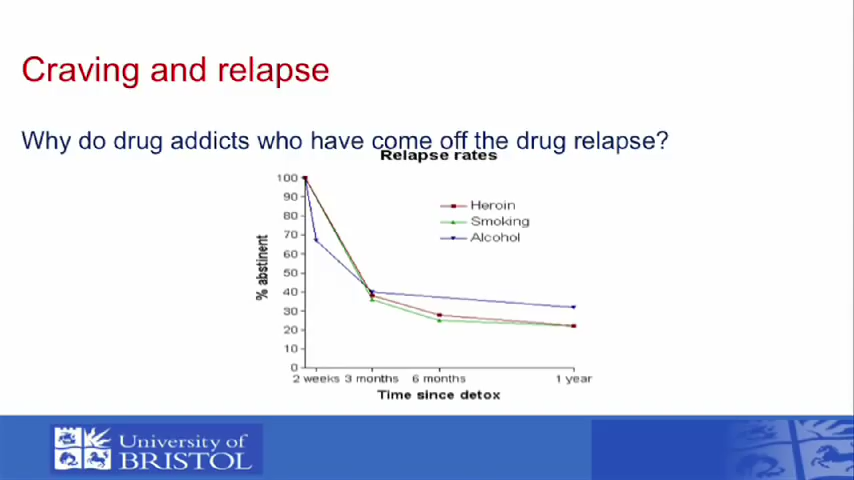 Craving and relapse
Why do drug addicts who have come off the drug relapse?
Relapse rates
100
90
80
70
60
50
40
30
20
10
0
% abstinent
Heroin
Smoking
Alcohol
2 weeks 3 months 6 months 1 year
Time since detox
University of
BRISTOL